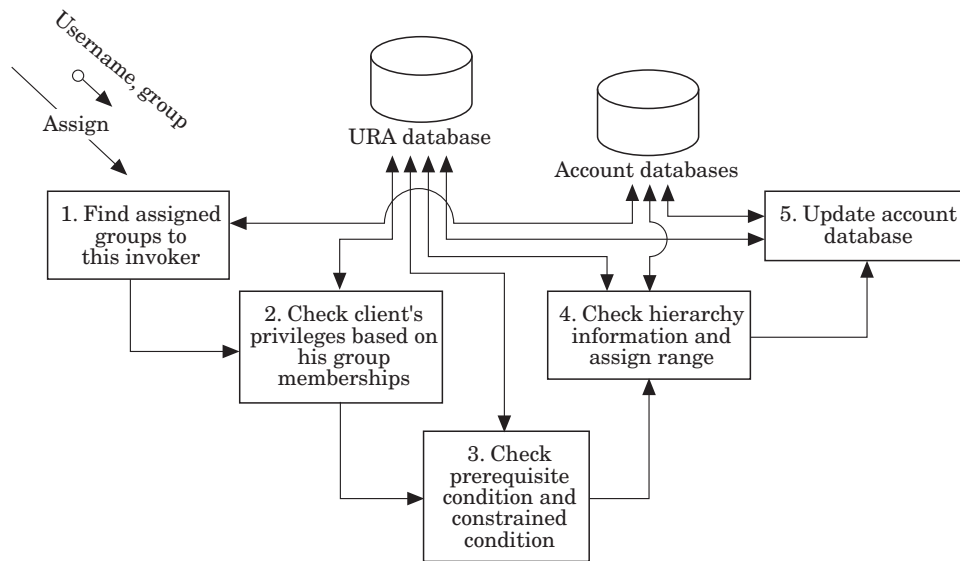 Username, group
Assign
URA database
Account databases
1. Find assigned
groups to
this invoker
2. Check client's
privileges based on
his group
memberships
3. Check
prerequisite
condition and
constrained
condition
4. Check hierarchy
information and
assign range
5. Update account
database